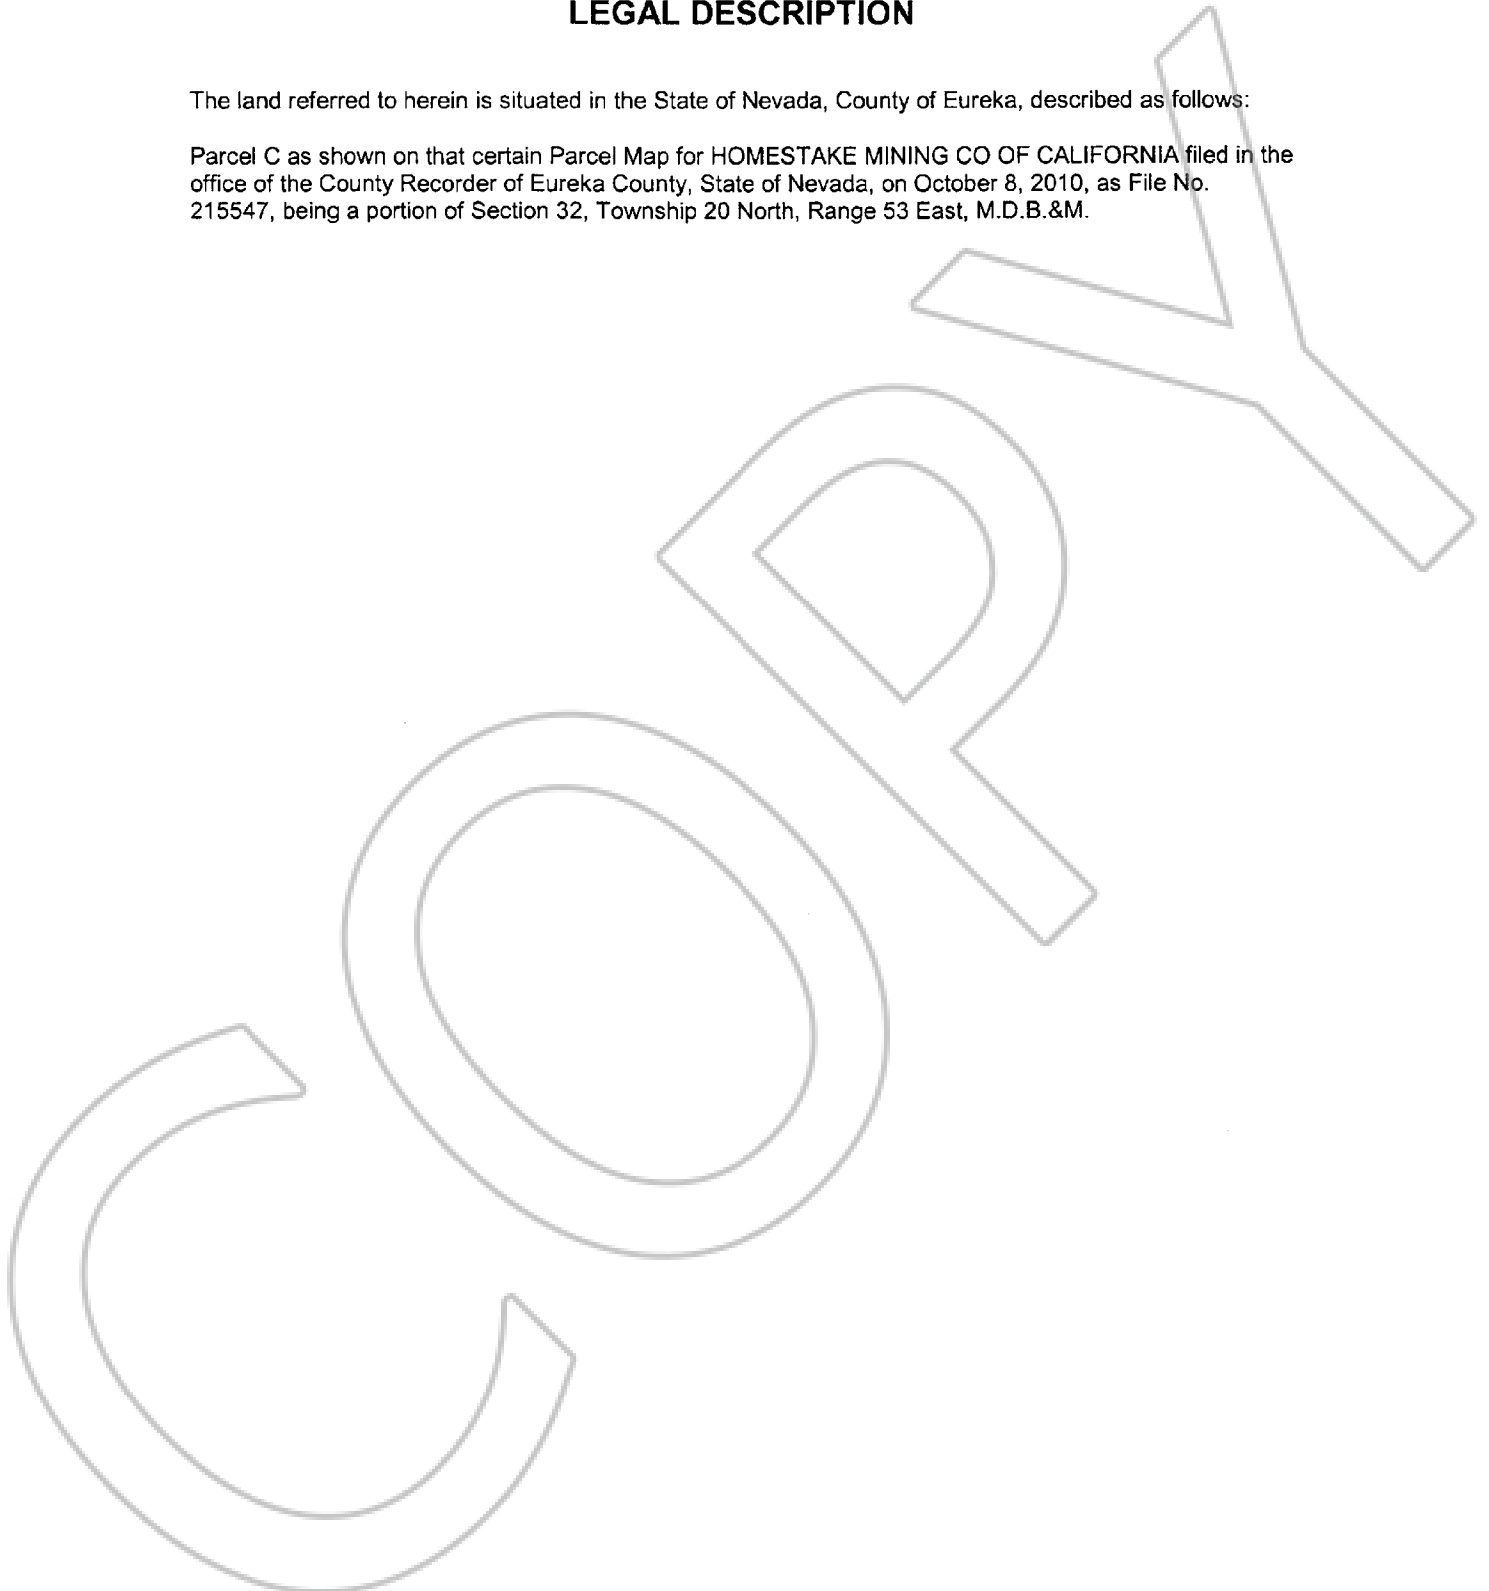 LEGAL DESCRIPTION
The land referred to herein is situated in the State of Nevada, County of Eureka, described as follows:
Parcel C as shown on that certain Parcel Map for HOMESTAKE MINING CO OF CALIFORNIA filed in the
office of the County Recorder of Eureka County, State of Nevada, on October 8, 2010, as File No.
215547, being a portion of Section 32, Township 20 North, Range 53 East, M.D.B.&M.
COPY